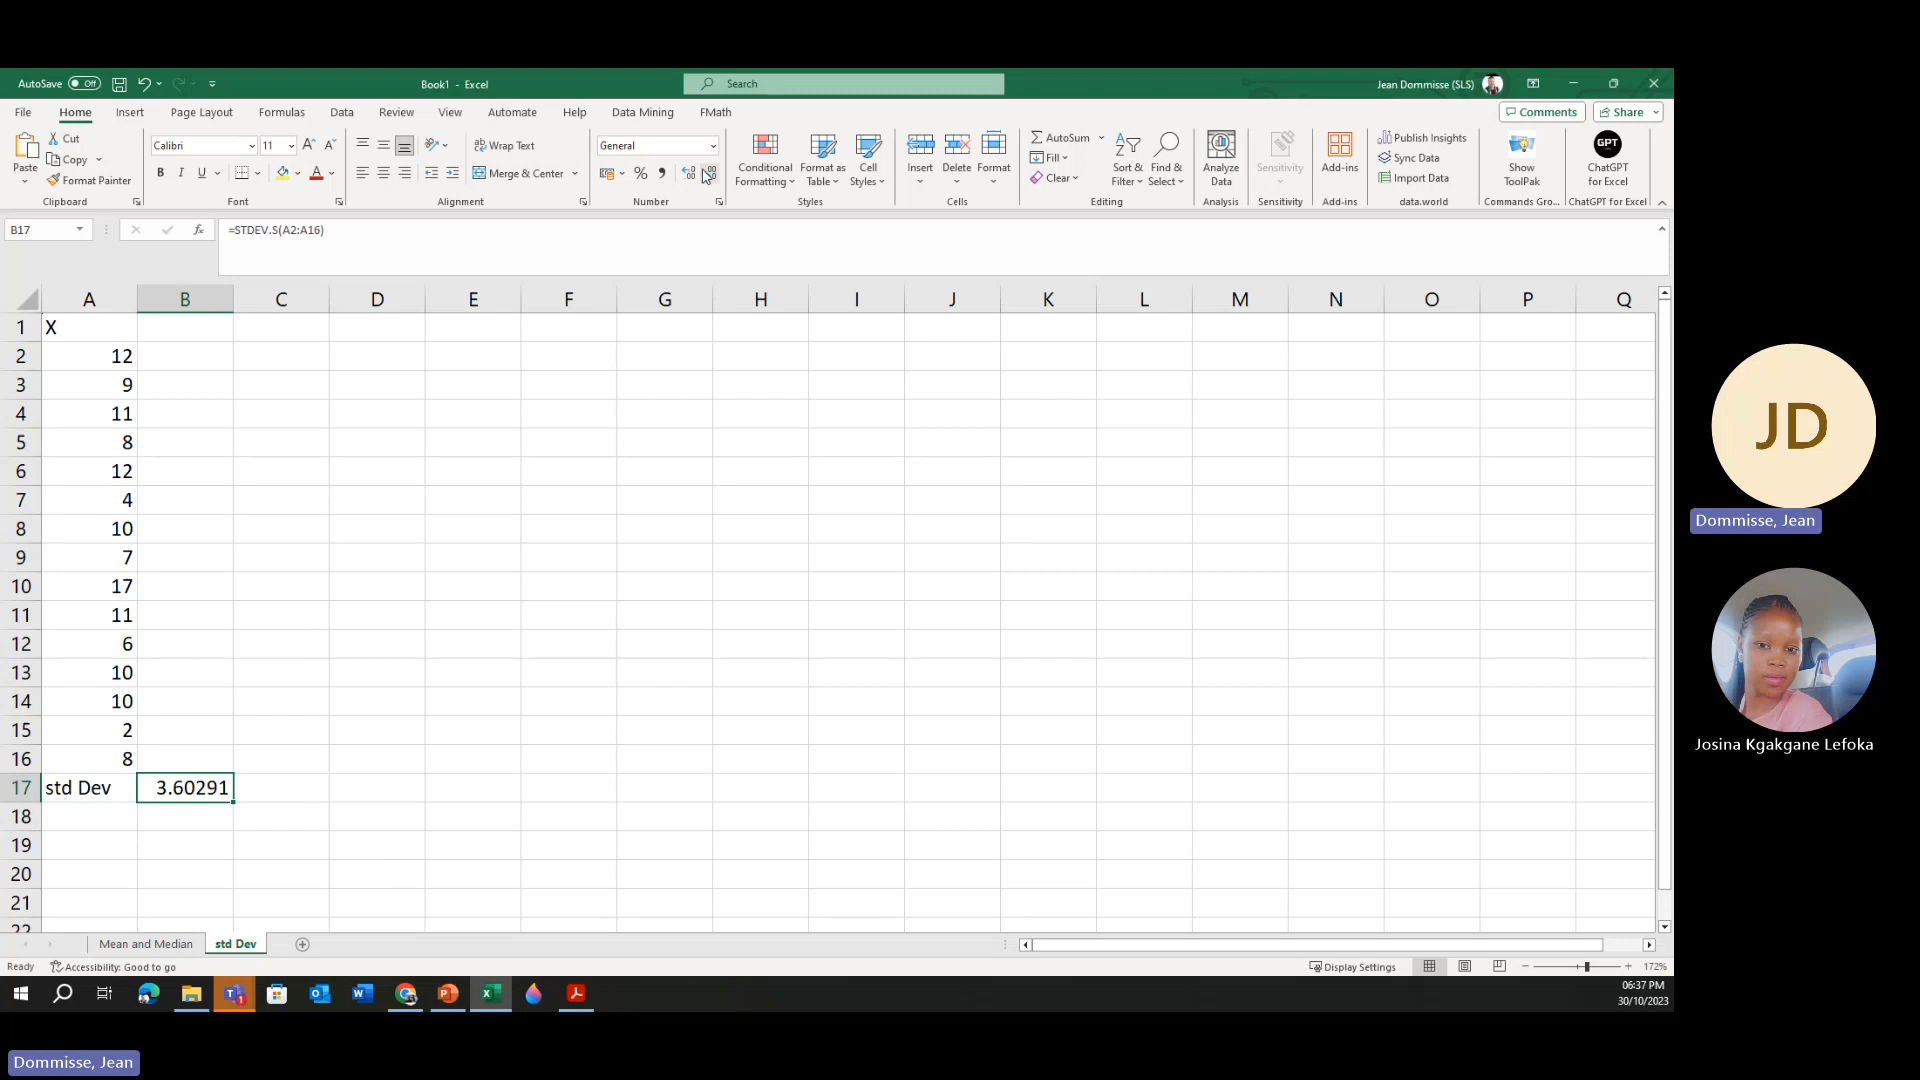 AutoSave Off
Book1 - Excel
Search
Jean Dommisse (SLS)
File Home Insert Page Layout Formulas Data Review View Automate Help Data Mining FMath
Comments Share
Paste
Cut
Copy
Format Painter
Clipboard
Calibri 11
B I U
Font
Wrap Text
Merge & Center
Alignment
General
Number
Conditional Formatting
Format as Table
Cell Styles
Styles
Insert Delete Format
Cells
AutoSum
Fill
Clear
Sort & Filter
Find & Select
Editing
Analyze Data
Analysis
Sensitivity
Sensitivity
Add-ins
Add-ins
Publish Insights
Sync Data
Import Data
data.world
Show ToolPak
Commands Gro...
GPT
ChatGPT for Excel
ChatGPT for Excel
B17 fx =STDEV.S(A2:A16)
A B C D E F G H I J K L M N O P Q
1 X
2 12
3 9
4 11
5 8
6 12
7 4
8 10
9 7
10 17
11 11
12 6
13 10
14 10
15 2
16 8
17 std Dev 3.60291
18
19
20
21
22
Mean and Median std Dev
Ready Accessibility: Good to go Display Settings 172%
06:37 PM
30/10/2023
JD
Dommisse, Jean
Josina Kgakgane Lefoka
Dommisse, Jean